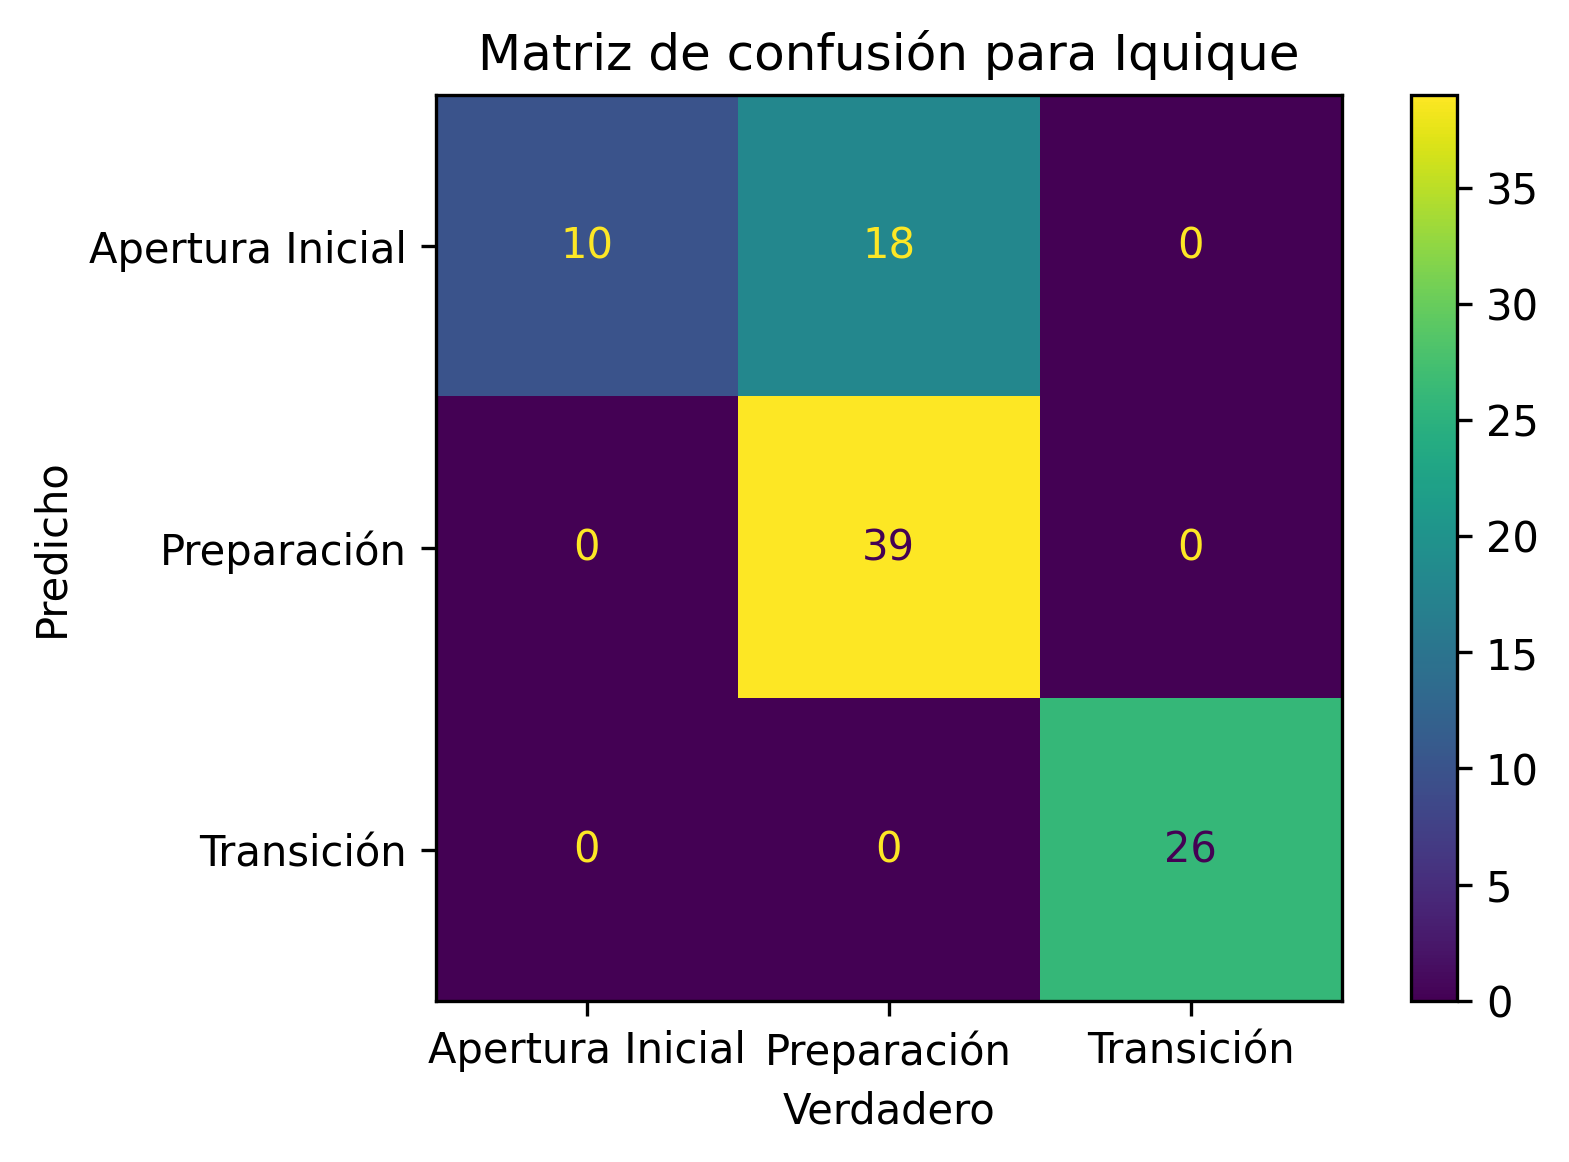 Matriz de confusión para Iquique
Predicho
Apertura Inicial
10 18 0
Preparación
0 39 0
Transición
0 0 26
Apertura Inicial Preparación Transición
Verdadero
35
30
25
20
15
10
5
0